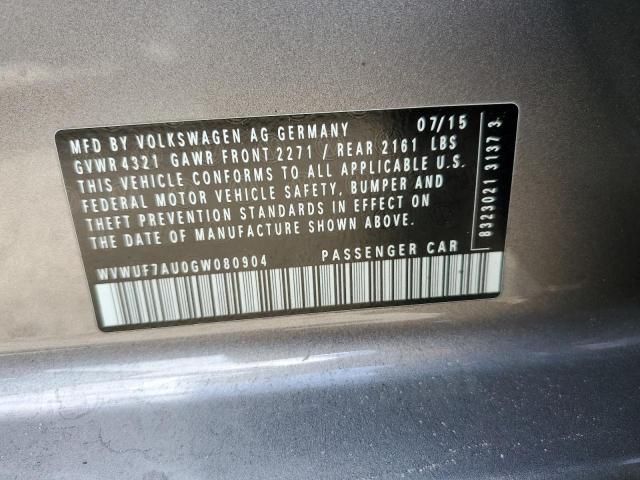 MFD BY VOLKSWAGEN AG GERMANY 07/15
GVWR 4321 GAWR FRONT 2271 / REAR 2161 LBS
THIS VEHICLE CONFORMS TO ALL APPLICABLE U.S.
FEDERAL MOTOR VEHICLE SAFETY, BUMPER AND
THEFT PREVENTION STANDARDS IN EFFECT ON
THE DATE OF MANUFACTURE SHOWN ABOVE.
WVWUF7AU0GW080904 PASSENGER CAR
8323021 3137 3